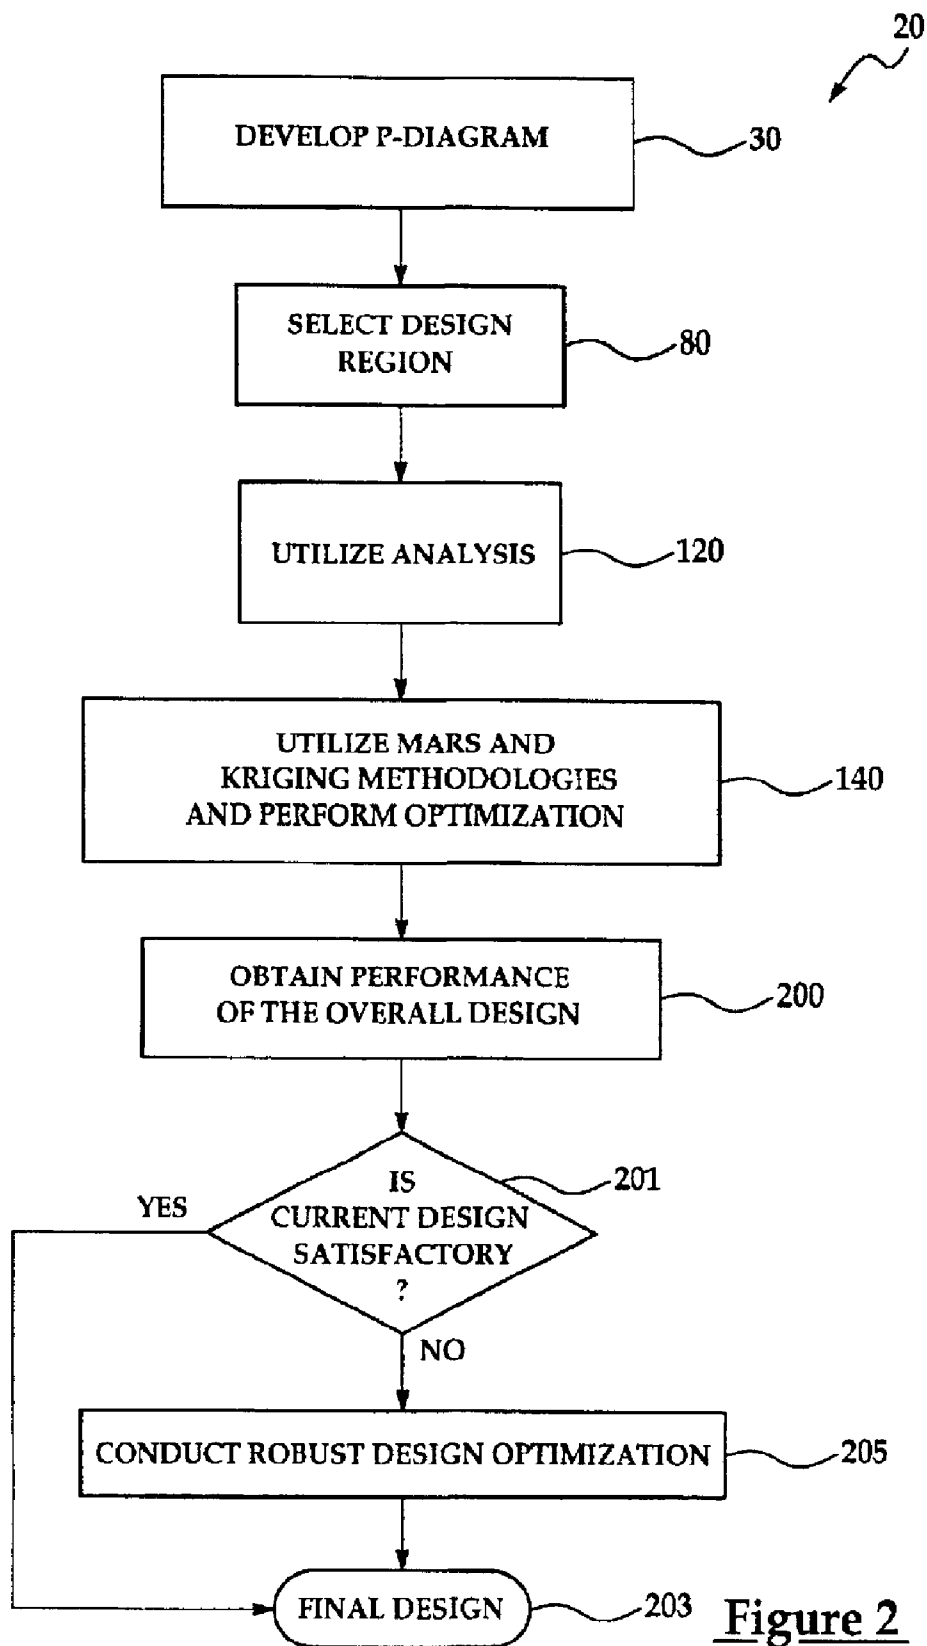 20
DEVELOP P-DIAGRAM
30
SELECT DESIGN
REGION
80
UTILIZE ANALYSIS
120
UTILIZE MARS AND
KRIGING METHODOLOGIES
AND PERFORM OPTIMIZATION
140
OBTAIN PERFORMANCE
OF THE OVERALL DESIGN
200
IS
CURRENT DESIGN
SATISFACTORY
?
201
YES
NO
CONDUCT ROBUST DESIGN OPTIMIZATION
205
FINAL DESIGN
203
Figure 2